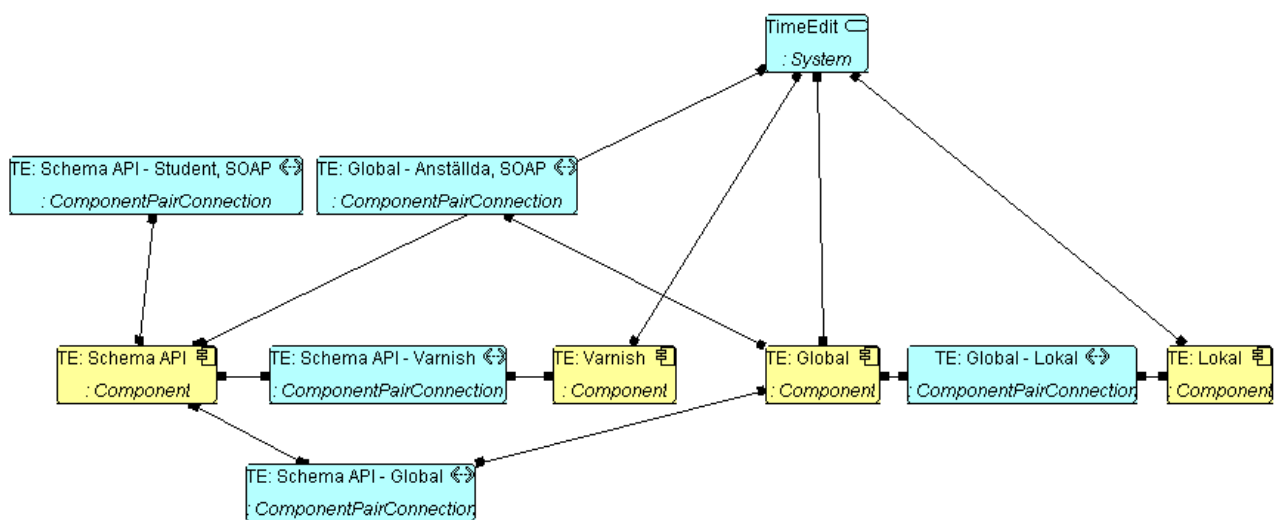 TimeEdit
: System
TE: Schema API - Student, SOAP
: ComponentPairConnection
TE: Global - Anställda, SOAP
: ComponentPairConnection
TE: Schema API
: Component
TE: Schema API - Varnish
: ComponentPairConnection
TE: Varnish
: Component
TE: Global
: Component
TE: Global - Lokal
: ComponentPairConnection
TE: Lokal
: Component
TE: Schema API - Global
: ComponentPairConnection